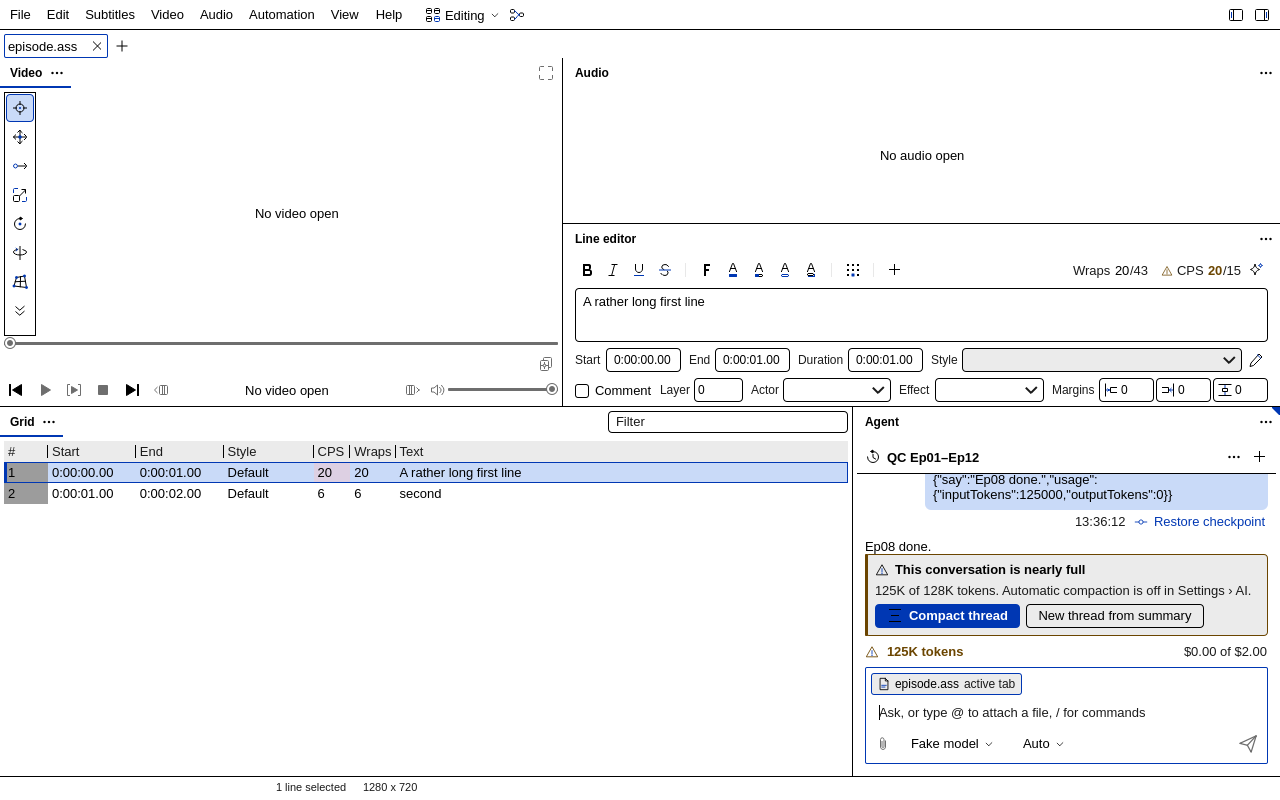 File Edit Subtitles Video Audio Automation View Help Editing
episode.ass
Video
No video open
No video open
Audio
No audio open
Line editor
Wraps 20/43 CPS 20/15
A rather long first line
Start 0:00:00.00 End 0:00:01.00 Duration 0:00:01.00 Style
Comment Layer 0 Actor Effect Margins 0 0 0
Grid Filter
# Start End Style CPS Wraps Text
1 0:00:00.00 0:00:01.00 Default 20 20 A rather long first line
2 0:00:01.00 0:00:02.00 Default 6 6 second
Agent
QC Ep01–Ep12
{"say":"Ep08 done.","usage":
{"inputTokens":125000,"outputTokens":0}}
13:36:12 Restore checkpoint
Ep08 done.
This conversation is nearly full
125K of 128K tokens. Automatic compaction is off in Settings › AI.
Compact thread New thread from summary
125K tokens $0.00 of $2.00
episode.ass active tab
Ask, or type @ to attach a file, / for commands
Fake model Auto
1 line selected 1280 x 720